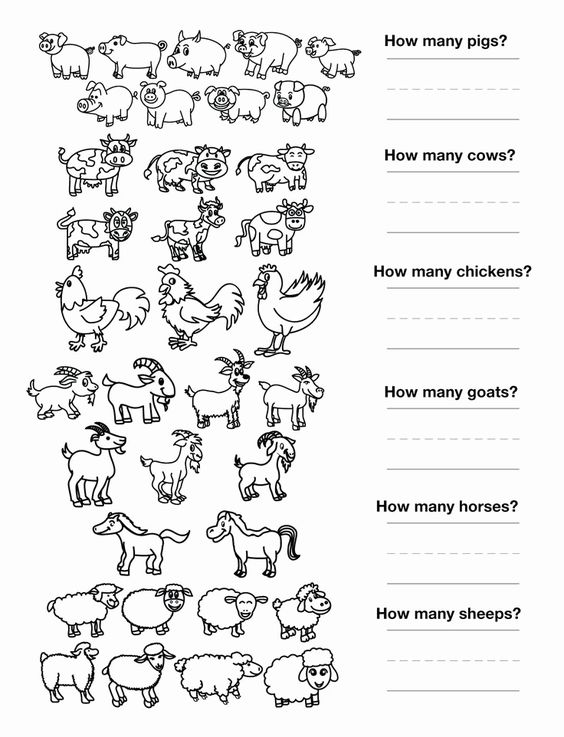 How many pigs?
How many cows?
How many chickens?
How many goats?
How many horses?
How many sheeps?